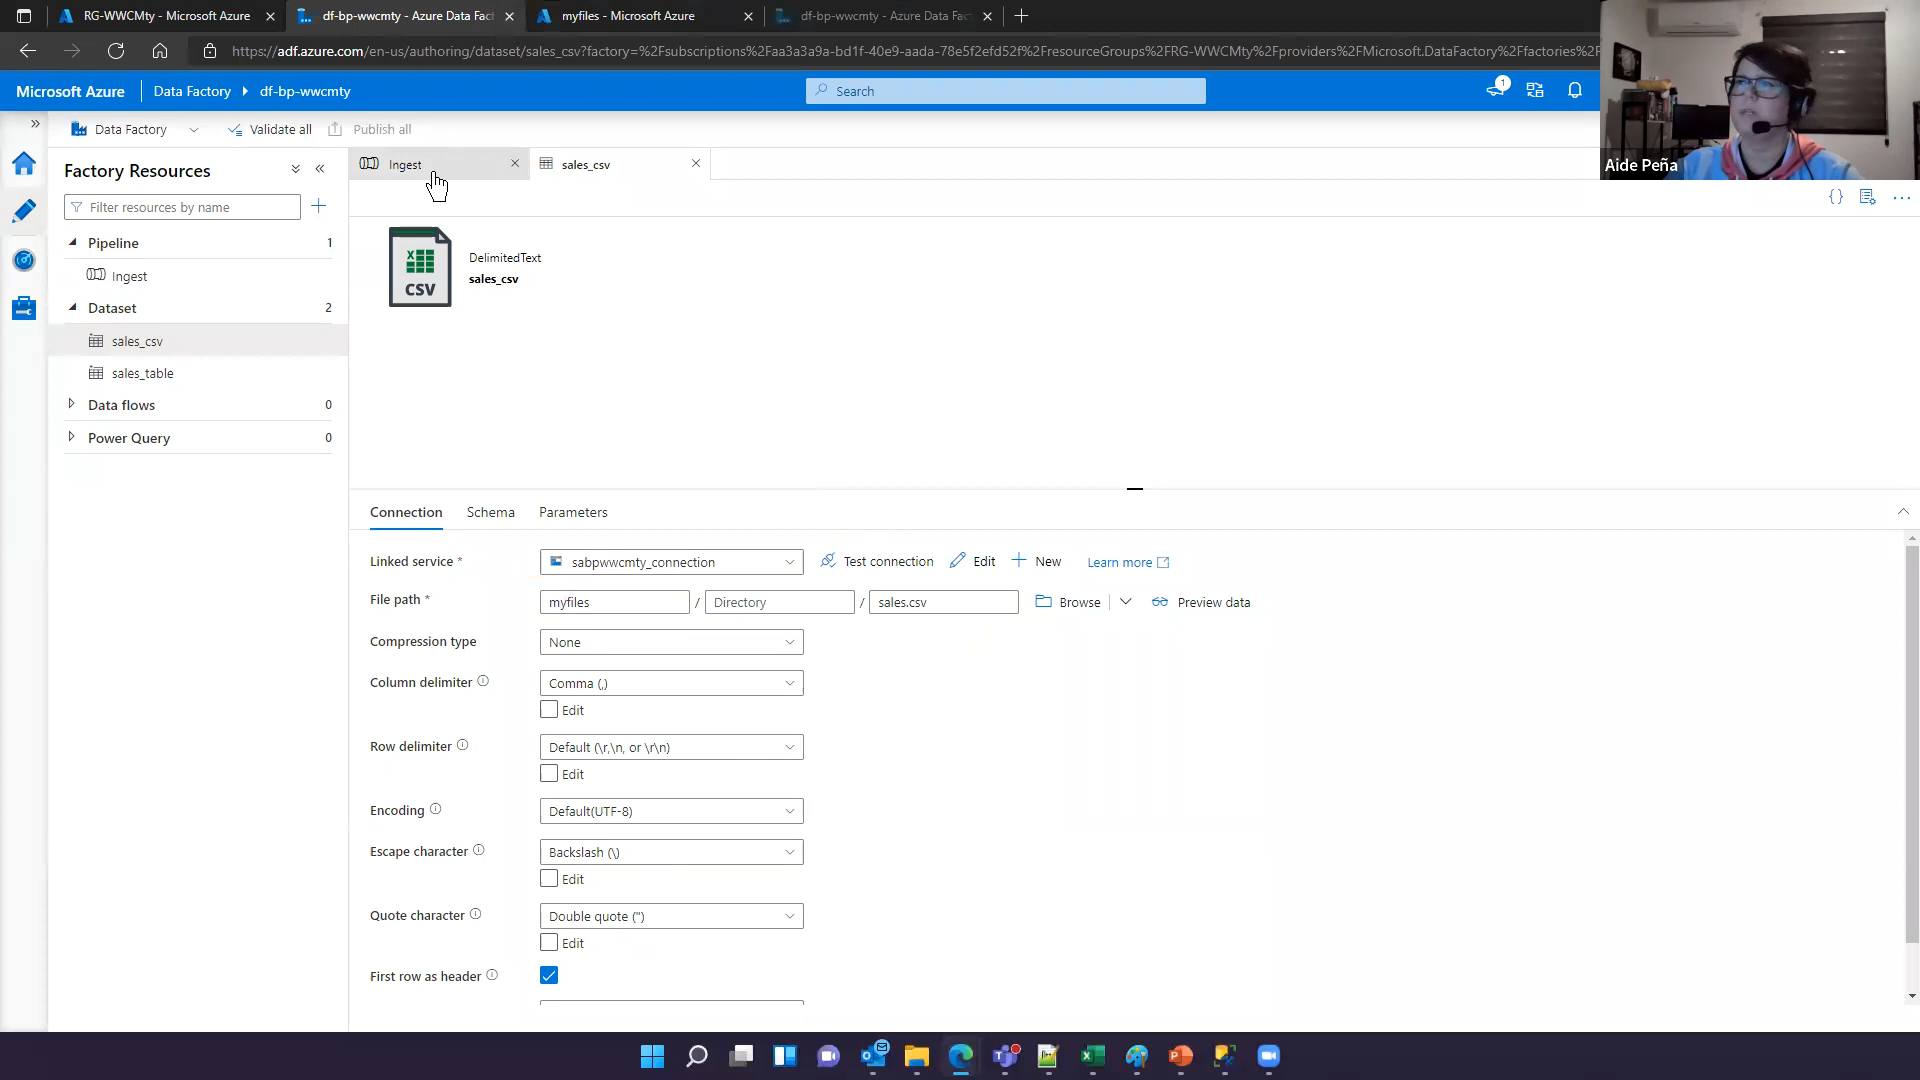 RG-WWCMty - Microsoft Azure
df-bp-wwcmty - Azure Data Fac
myfiles - Microsoft Azure
df-bp-wwcmty - Azure Data Fac
https://adf.azure.com/en-us/authoring/dataset/sales_csv?factory=%2Fsubscriptions%2Faa3a3a9a-bd1f-40e9-aada-78e5f2efd52f%2FresourceGroups%2FRG-WWCMty%2Fproviders%2FMicrosoft.DataFactory%2Ffactories%2F
Microsoft Azure
Data Factory
df-bp-wwcmty
Search
1
Aide Peña
Data Factory
Validate all
Publish all
Factory Resources
Filter resources by name
Pipeline 1
Ingest
Dataset 2
sales_csv
sales_table
Data flows 0
Power Query 0
Ingest
sales_csv
{}
X
CSV
DelimitedText
sales_csv
Connection Schema Parameters
Linked service *
sabpwwcmty_connection
Test connection
Edit
New
Learn more
File path *
myfiles / Directory / sales.csv
Browse
Preview data
Compression type
None
Column delimiter
Comma (,)
Edit
Row delimiter
Default (\r,\n, or \r\n)
Edit
Encoding
Default(UTF-8)
Escape character
Backslash (\)
Edit
Quote character
Double quote (")
Edit
First row as header